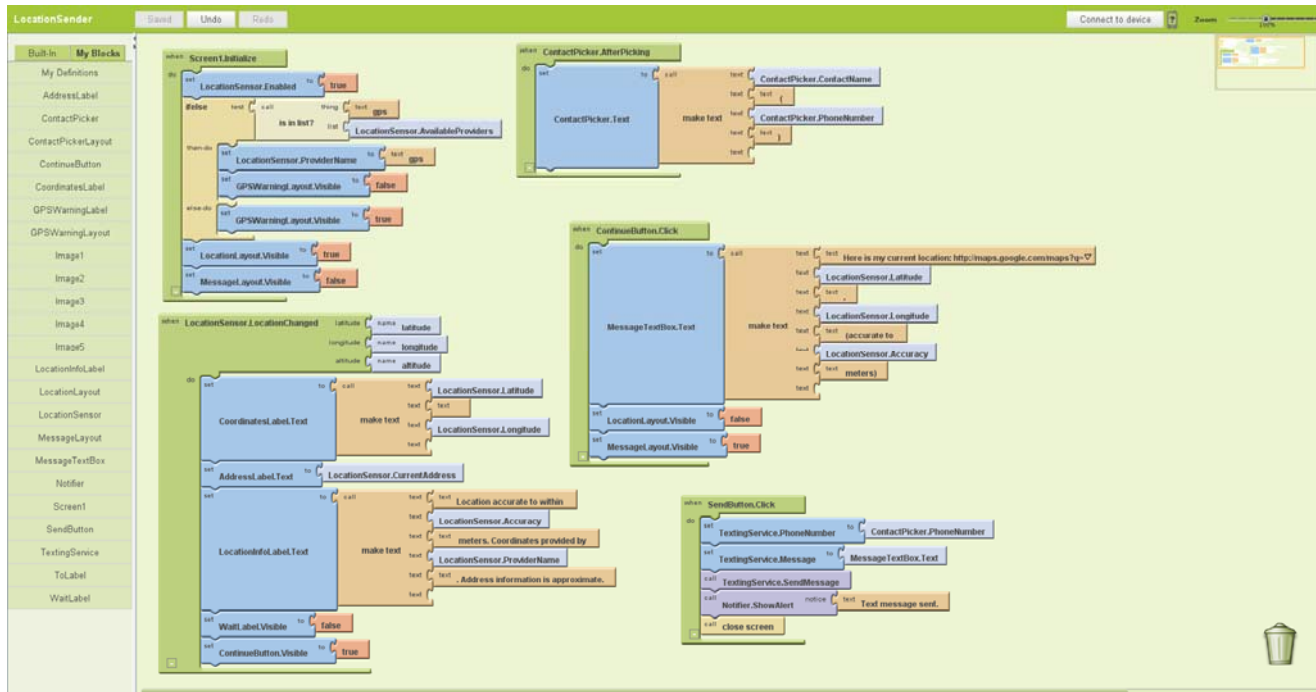 LocationSender
Saved
Undo
Redo
Connect to device
?
Zoom
100%
Built-In
My Blocks
My Definitions
AddressLabel
ContactPicker
ContactPickerLayout
ContinueButton
CoordinatesLabel
GPSWarningLabel
GPSWarningLayout
Image1
Image2
Image3
Image4
Image5
LocationInfoLabel
LocationLayout
LocationSensor
MessageLayout
MessageTextBox
Notifier
Screen1
SendButton
TextingService
ToLabel
WaitLabel
when Screen1.Initialize
do set LocationSensor.Enabled to true
ifelse test call is in list? thing text gps
list LocationSensor.AvailableProviders
then-do set LocationSensor.ProviderName to text gps
set GPSWarningLayout.Visible to false
else-do set GPSWarningLayout.Visible to true
set LocationLayout.Visible to true
set MessageLayout.Visible to false
when LocationSensor.LocationChanged latitude name latitude
longitude name longitude
altitude name altitude
do set CoordinatesLabel.Text to call make text text LocationSensor.Latitude
text text
text LocationSensor.Longitude
text
set AddressLabel.Text to LocationSensor.CurrentAddress
set LocationInfoLabel.Text to call make text text text Location accurate to within
text LocationSensor.Accuracy
text text meters. Coordinates provided by
text LocationSensor.ProviderName
text text . Address information is approximate.
text
set WaitLabel.Visible to false
set ContinueButton.Visible to true
when ContactPicker.AfterPicking
do set ContactPicker.Text to call make text text ContactPicker.ContactName
text text (
text ContactPicker.PhoneNumber
text text )
text
when ContinueButton.Click
do set MessageTextBox.Text to call make text text text Here is my current location: http://maps.google.com/maps?q=
text LocationSensor.Latitude
text text ,
text LocationSensor.Longitude
text text (accurate to
text LocationSensor.Accuracy
text text meters)
text
set LocationLayout.Visible to false
set MessageLayout.Visible to true
when SendButton.Click
do set TextingService.PhoneNumber to ContactPicker.PhoneNumber
set TextingService.Message to MessageTextBox.Text
call TextingService.SendMessage
call Notifier.ShowAlert notice text Text message sent.
call close screen